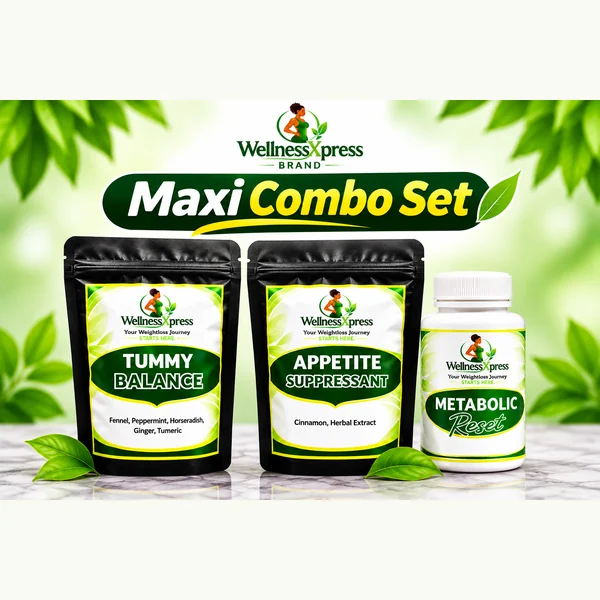 WellnessXpress
BRAND
Maxi Combo Set
WellnessXpress
Your Weightloss Journey
STARTS HERE
TUMMY
BALANCE
Fennel, Peppermint, Horseradish,
Ginger, Tumeric
WellnessXpress
Your Weightloss Journey
STARTS HERE
APPETITE
SUPPRESSANT
Cinnamon, Herbal Extract
WellnessXpress
Your Weightloss Journey
STARTS HERE
METABOLIC
Reset